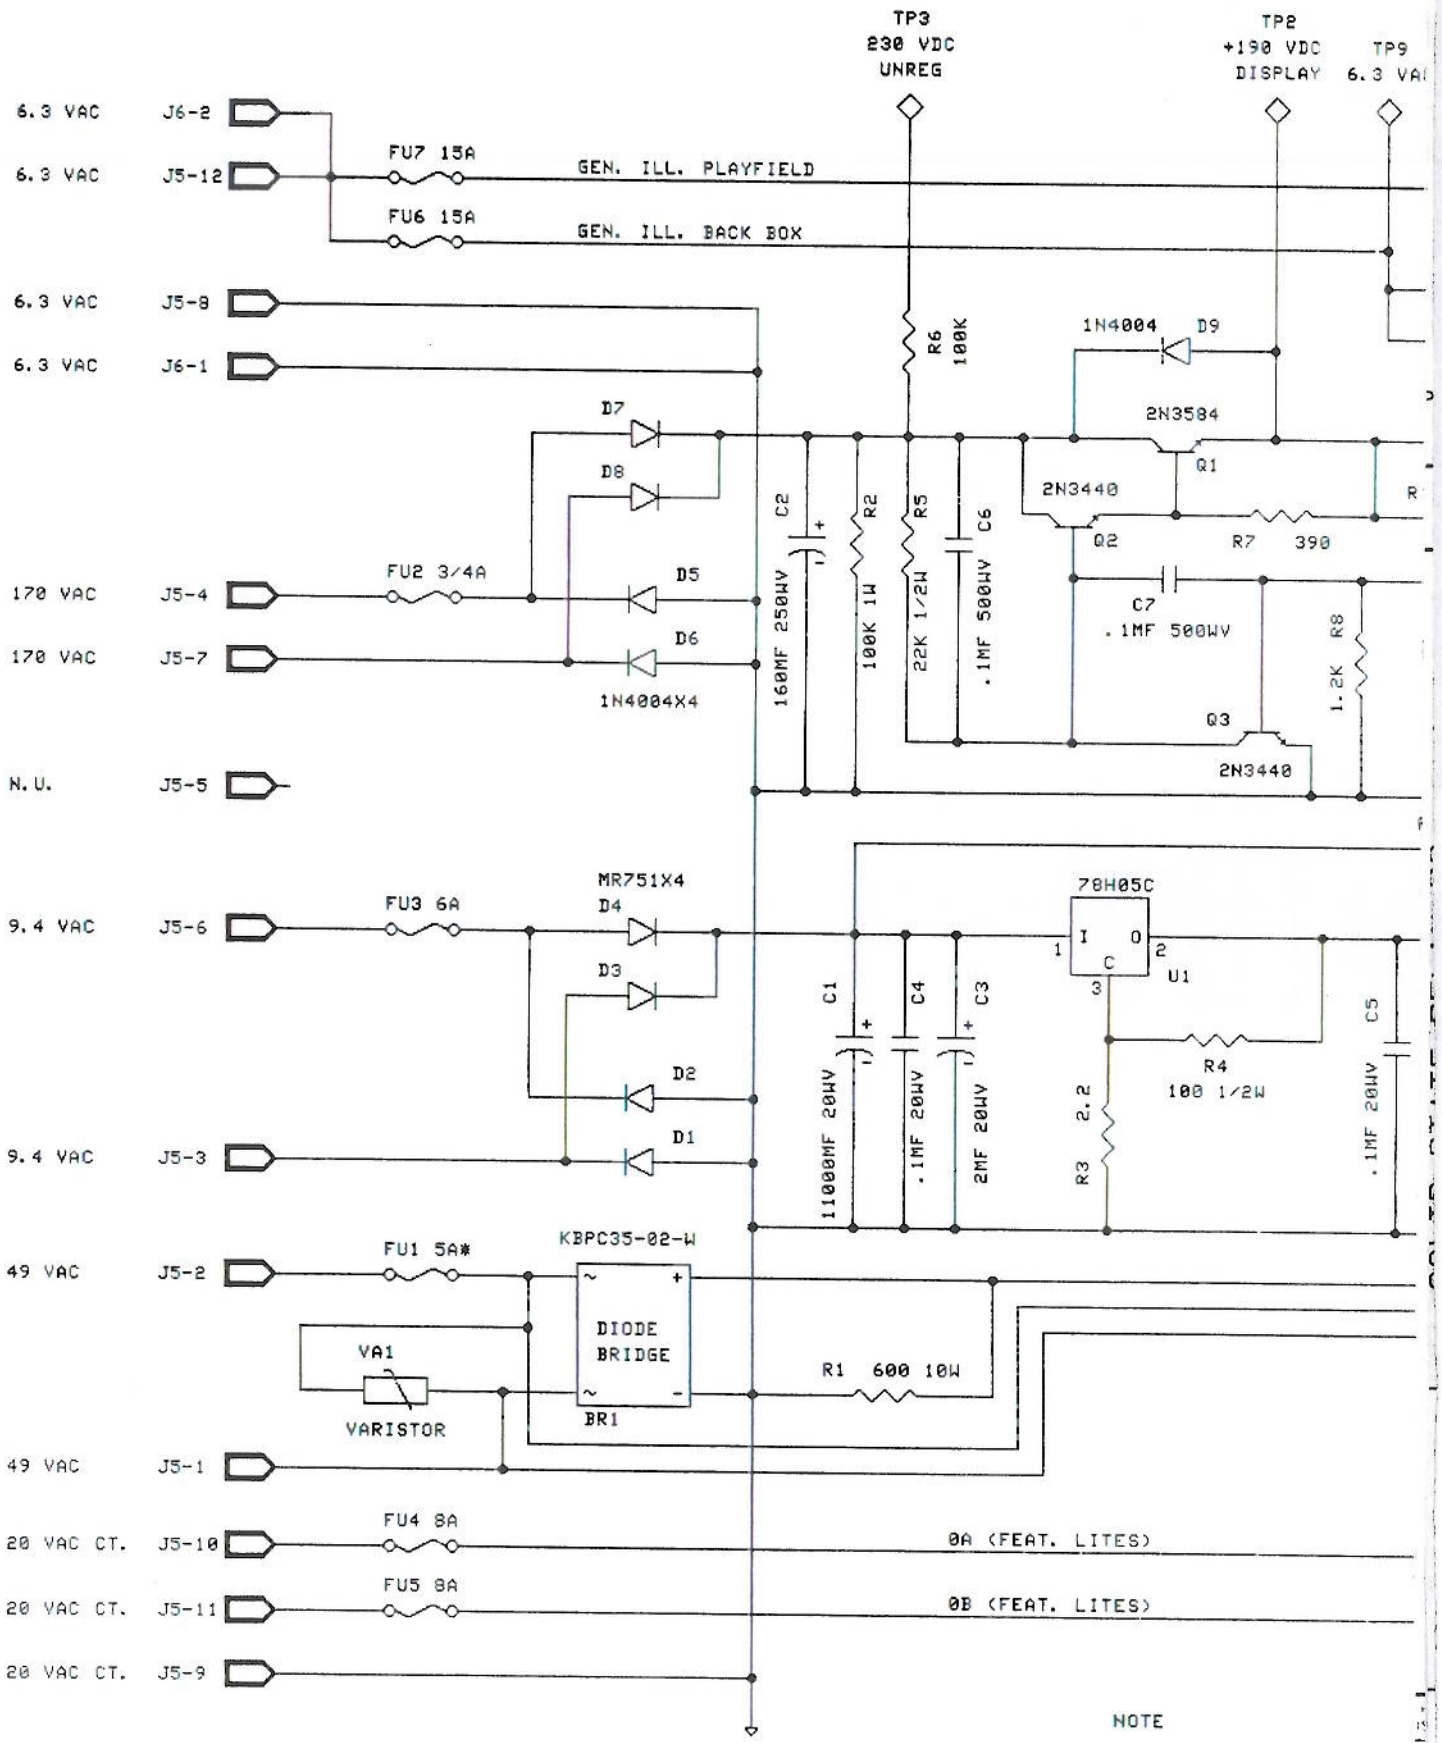 TP3
230 VDC
UNREG
TP2
+190 VDC
DISPLAY
TP9
6.3 VA
6.3 VAC J6-2
6.3 VAC J5-12
FU7 15A
GEN. ILL. PLAYFIELD
FU6 15A
GEN. ILL. BACK BOX
6.3 VAC J5-8
6.3 VAC J6-1
R6
100K
1N4004 D9
2N3584
Q1
D7
D8
2N3440
Q2
R7 390
R
C2
160MF 250WV
R2
100K 1W
R5
22K 1/2W
C6
.1MF 500WV
170 VAC J5-4
FU2 3/4A
D5
C7
.1MF 500WV
R8
1.2K
170 VAC J5-7
D6
1N4004X4
Q3
2N3440
N.U. J5-5
MR751X4
D4
9.4 VAC J5-6
FU3 6A
D3
78H05C
1 I O 2
C
3
U1
C1
11000MF 20WV
C4
.1MF 20WV
C3
2MF 20WV
R4
100 1/2W
R3 2.2
C5
.1MF 20WV
D2
D1
9.4 VAC J5-3
KBPC35-02-W
49 VAC J5-2
FU1 5A*
~ +
DIODE
BRIDGE
~ -
BR1
VA1
VARISTOR
R1 600 10W
49 VAC J5-1
20 VAC CT. J5-10
FU4 8A
0A (FEAT. LITES)
20 VAC CT. J5-11
FU5 8A
0B (FEAT. LITES)
20 VAC CT. J5-9
NOTE